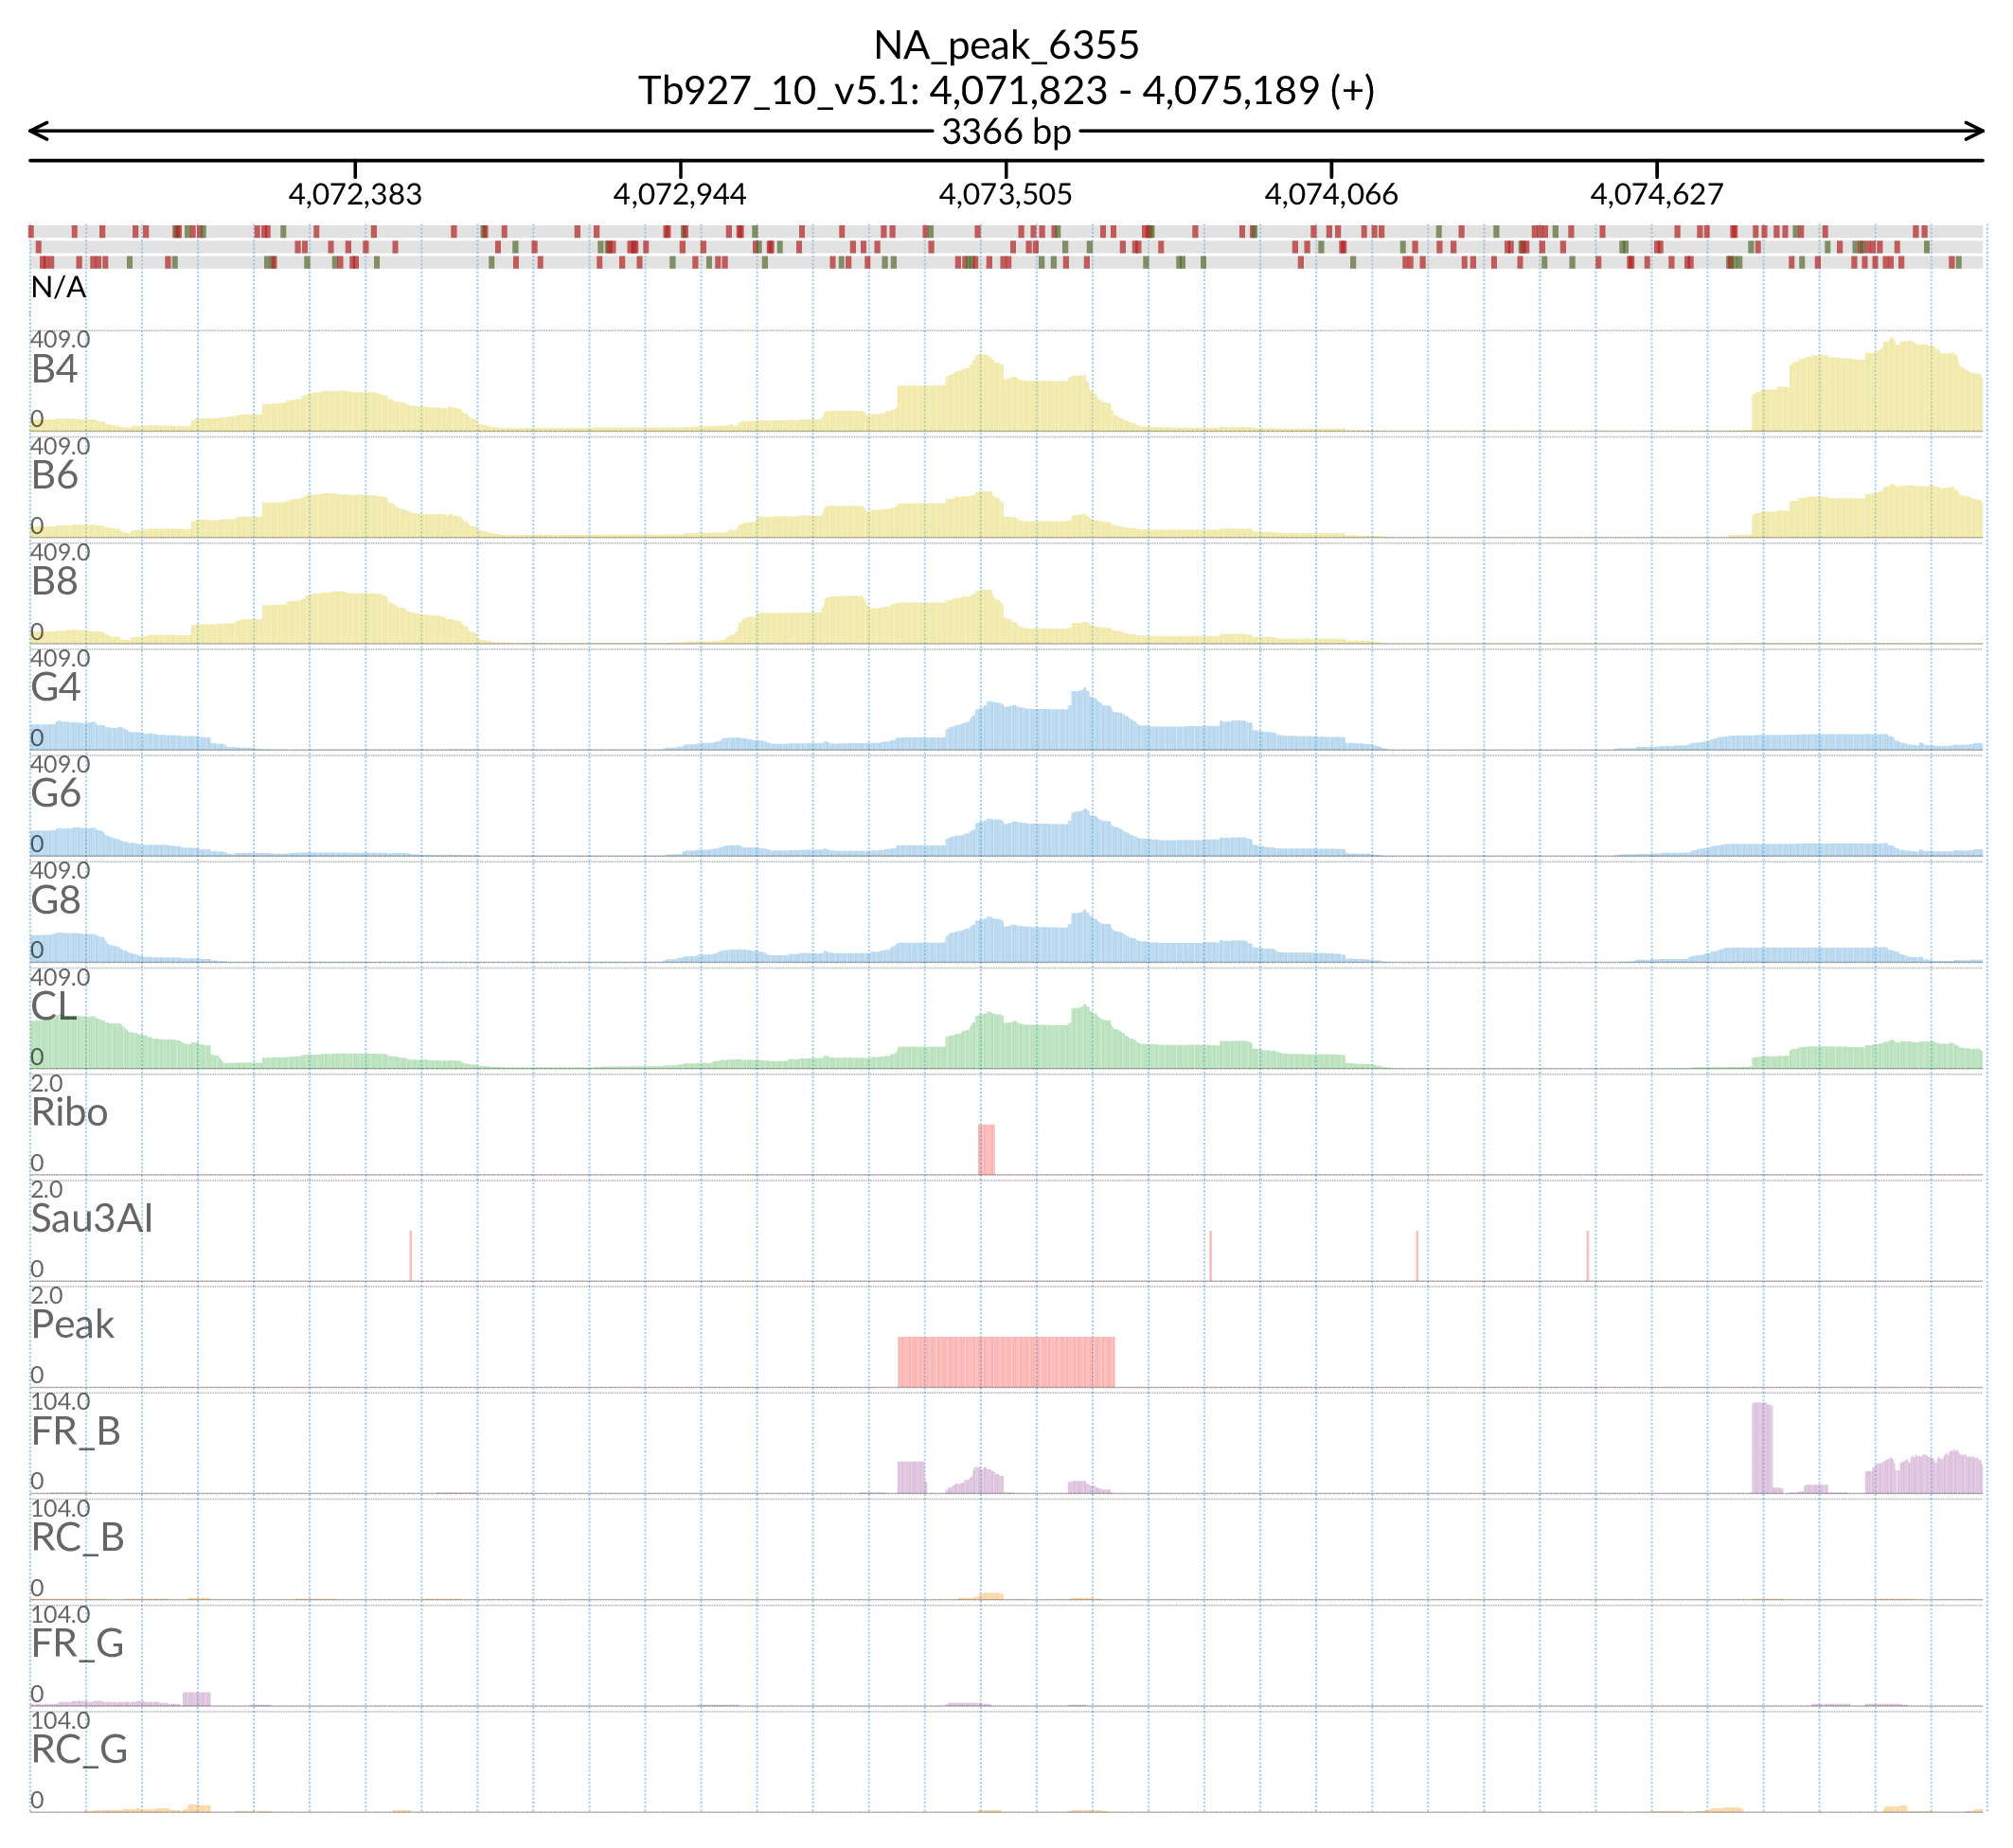 NA_peak_6355
Tb927_10_v5.1: 4,071,823 - 4,075,189 (+)
3366 bp
4,072,383 4,072,944 4,073,505 4,074,066 4,074,627
N/A
409.0
B4
0
409.0
B6
0
409.0
B8
0
409.0
G4
0
409.0
G6
0
409.0
G8
0
409.0
CL
0
2.0
Ribo
0
2.0
Sau3AI
0
2.0
Peak
0
104.0
FR_B
0
104.0
RC_B
0
104.0
FR_G
0
104.0
RC_G
0